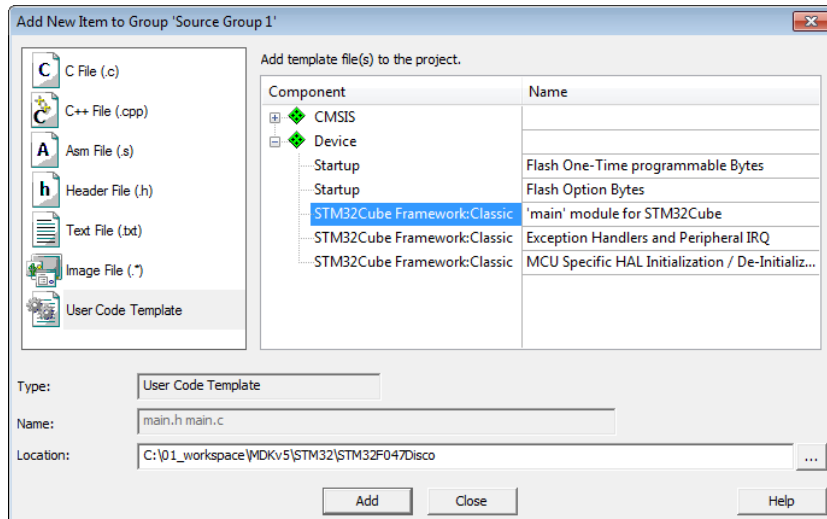 Add New Item to Group 'Source Group 1'
C File (.c)
C++ File (.cpp)
Asm File (.s)
Header File (.h)
Text File (.txt)
Image File (.*)
User Code Template
Add template file(s) to the project.
Component Name
CMSIS
Device
Startup Flash One-Time programmable Bytes
Startup Flash Option Bytes
STM32Cube Framework:Classic 'main' module for STM32Cube
STM32Cube Framework:Classic Exception Handlers and Peripheral IRQ
STM32Cube Framework:Classic MCU Specific HAL Initialization / De-Initializ...
Type: User Code Template
Name: main.h main.c
Location: C:\01_workspace\MDKv5\STM32\STM32F047Disco ...
Add Close Help